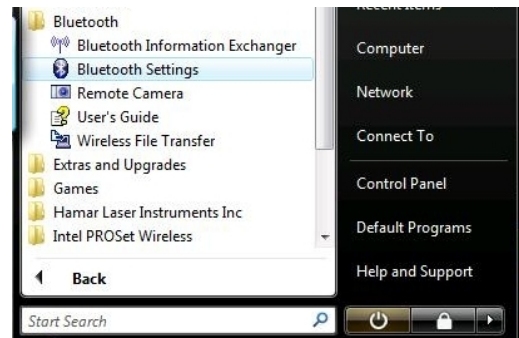 Bluetooth
Bluetooth Information Exchanger
Bluetooth Settings
Remote Camera
User's Guide
Wireless File Transfer
Extras and Upgrades
Games
Hamar Laser Instruments Inc
Intel PROSet Wireless
Back
Start Search
Recent Items
Computer
Network
Connect To
Control Panel
Default Programs
Help and Support